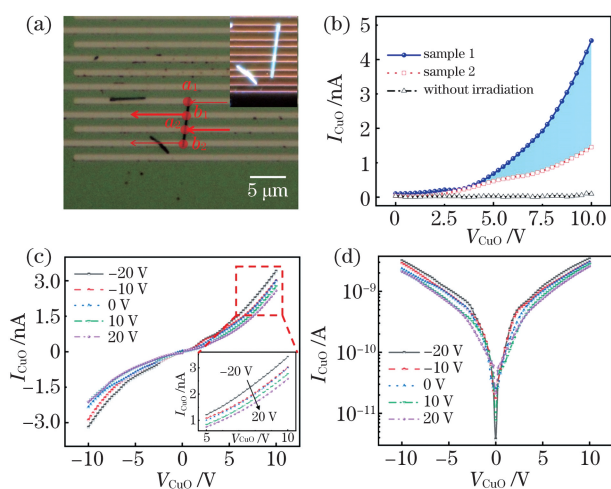 (a)
a₁
b₁
a₂
b₂
5 μm
(b)
I_CuO /nA
5
4
3
2
1
0
sample 1
sample 2
without irradiation
0 2.5 5.0 7.5 10.0
V_CuO /V
(c)
I_CuO /nA
3.0
1.5
0
-1.5
-3.0
-20 V
-10 V
0 V
10 V
20 V
I_CuO /nA
3
2
1
-20 V
20 V
5 V_CuO /V 10
-10 -5 0 5 10
V_CuO /V
(d)
I_CuO /A
10⁻⁹
10⁻¹⁰
10⁻¹¹
-20 V
-10 V
0 V
10 V
20 V
-10 -5 0 5 10
V_CuO /V